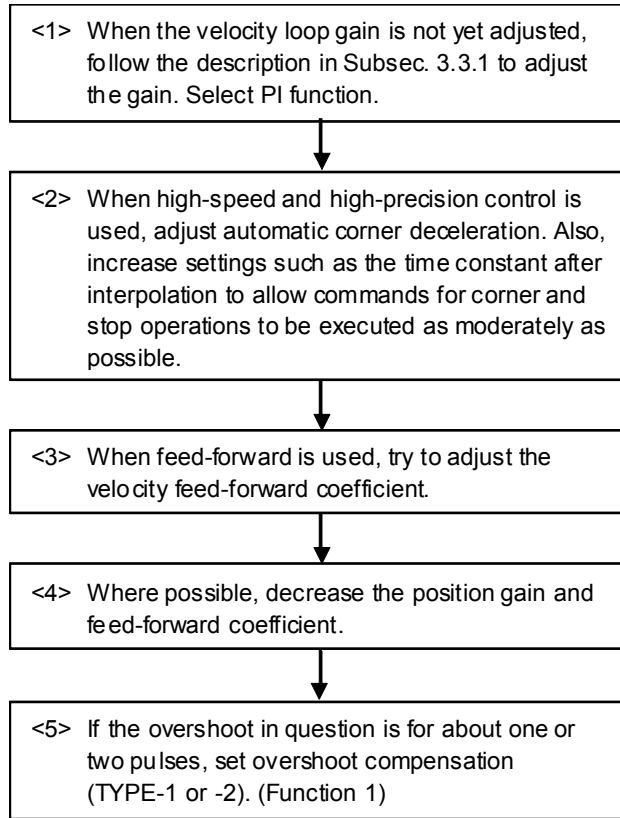 <1> When the velocity loop gain is not yet adjusted,
follow the description in Subsec. 3.3.1 to adjust
the gain. Select PI function.
<2> When high-speed and high-precision control is
used, adjust automatic corner deceleration. Also,
increase settings such as the time constant after
interpolation to allow commands for corner and
stop operations to be executed as moderately as
possible.
<3> When feed-forward is used, try to adjust the
velocity feed-forward coefficient.
<4> Where possible, decrease the position gain and
feed-forward coefficient.
<5> If the overshoot in question is for about one or
two pulses, set overshoot compensation
(TYPE-1 or -2). (Function 1)